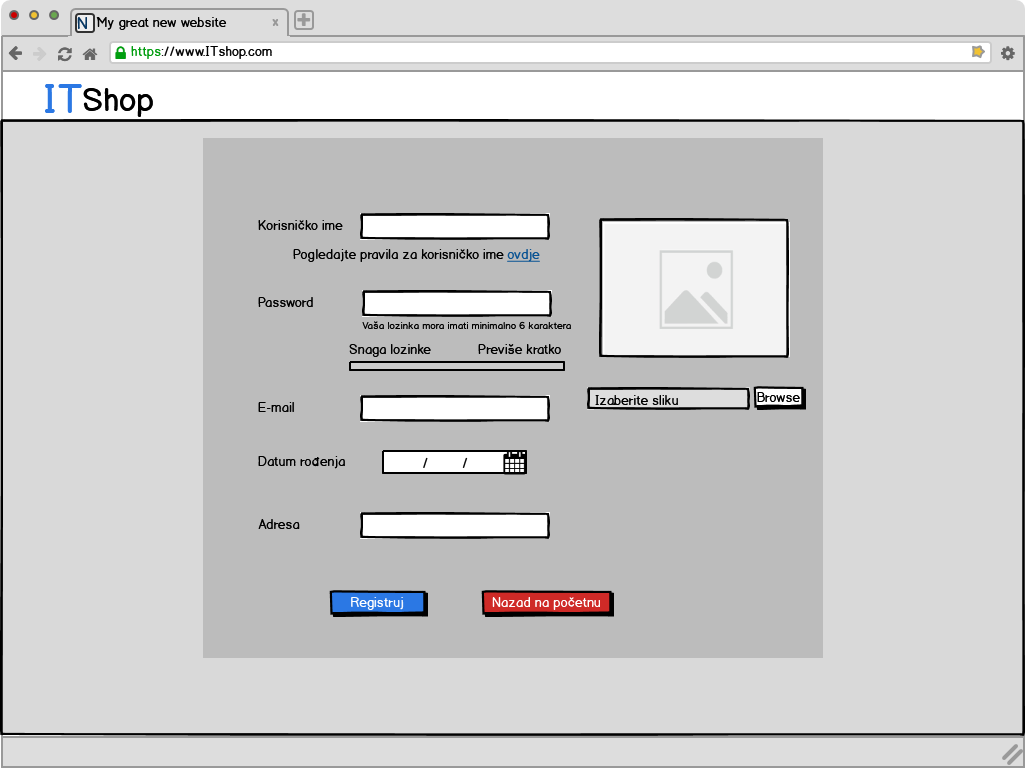 N My great new website x
https://www.ITshop.com
ITShop
Korisničko ime
Pogledajte pravila za korisničko ime ovdje
Password
Vaša lozinka mora imati minimalno 6 karaktera
Snaga lozinke Previše kratko
Izaberite sliku Browse
E-mail
Datum rođenja / /
Adresa
Registruj Nazad na početnu